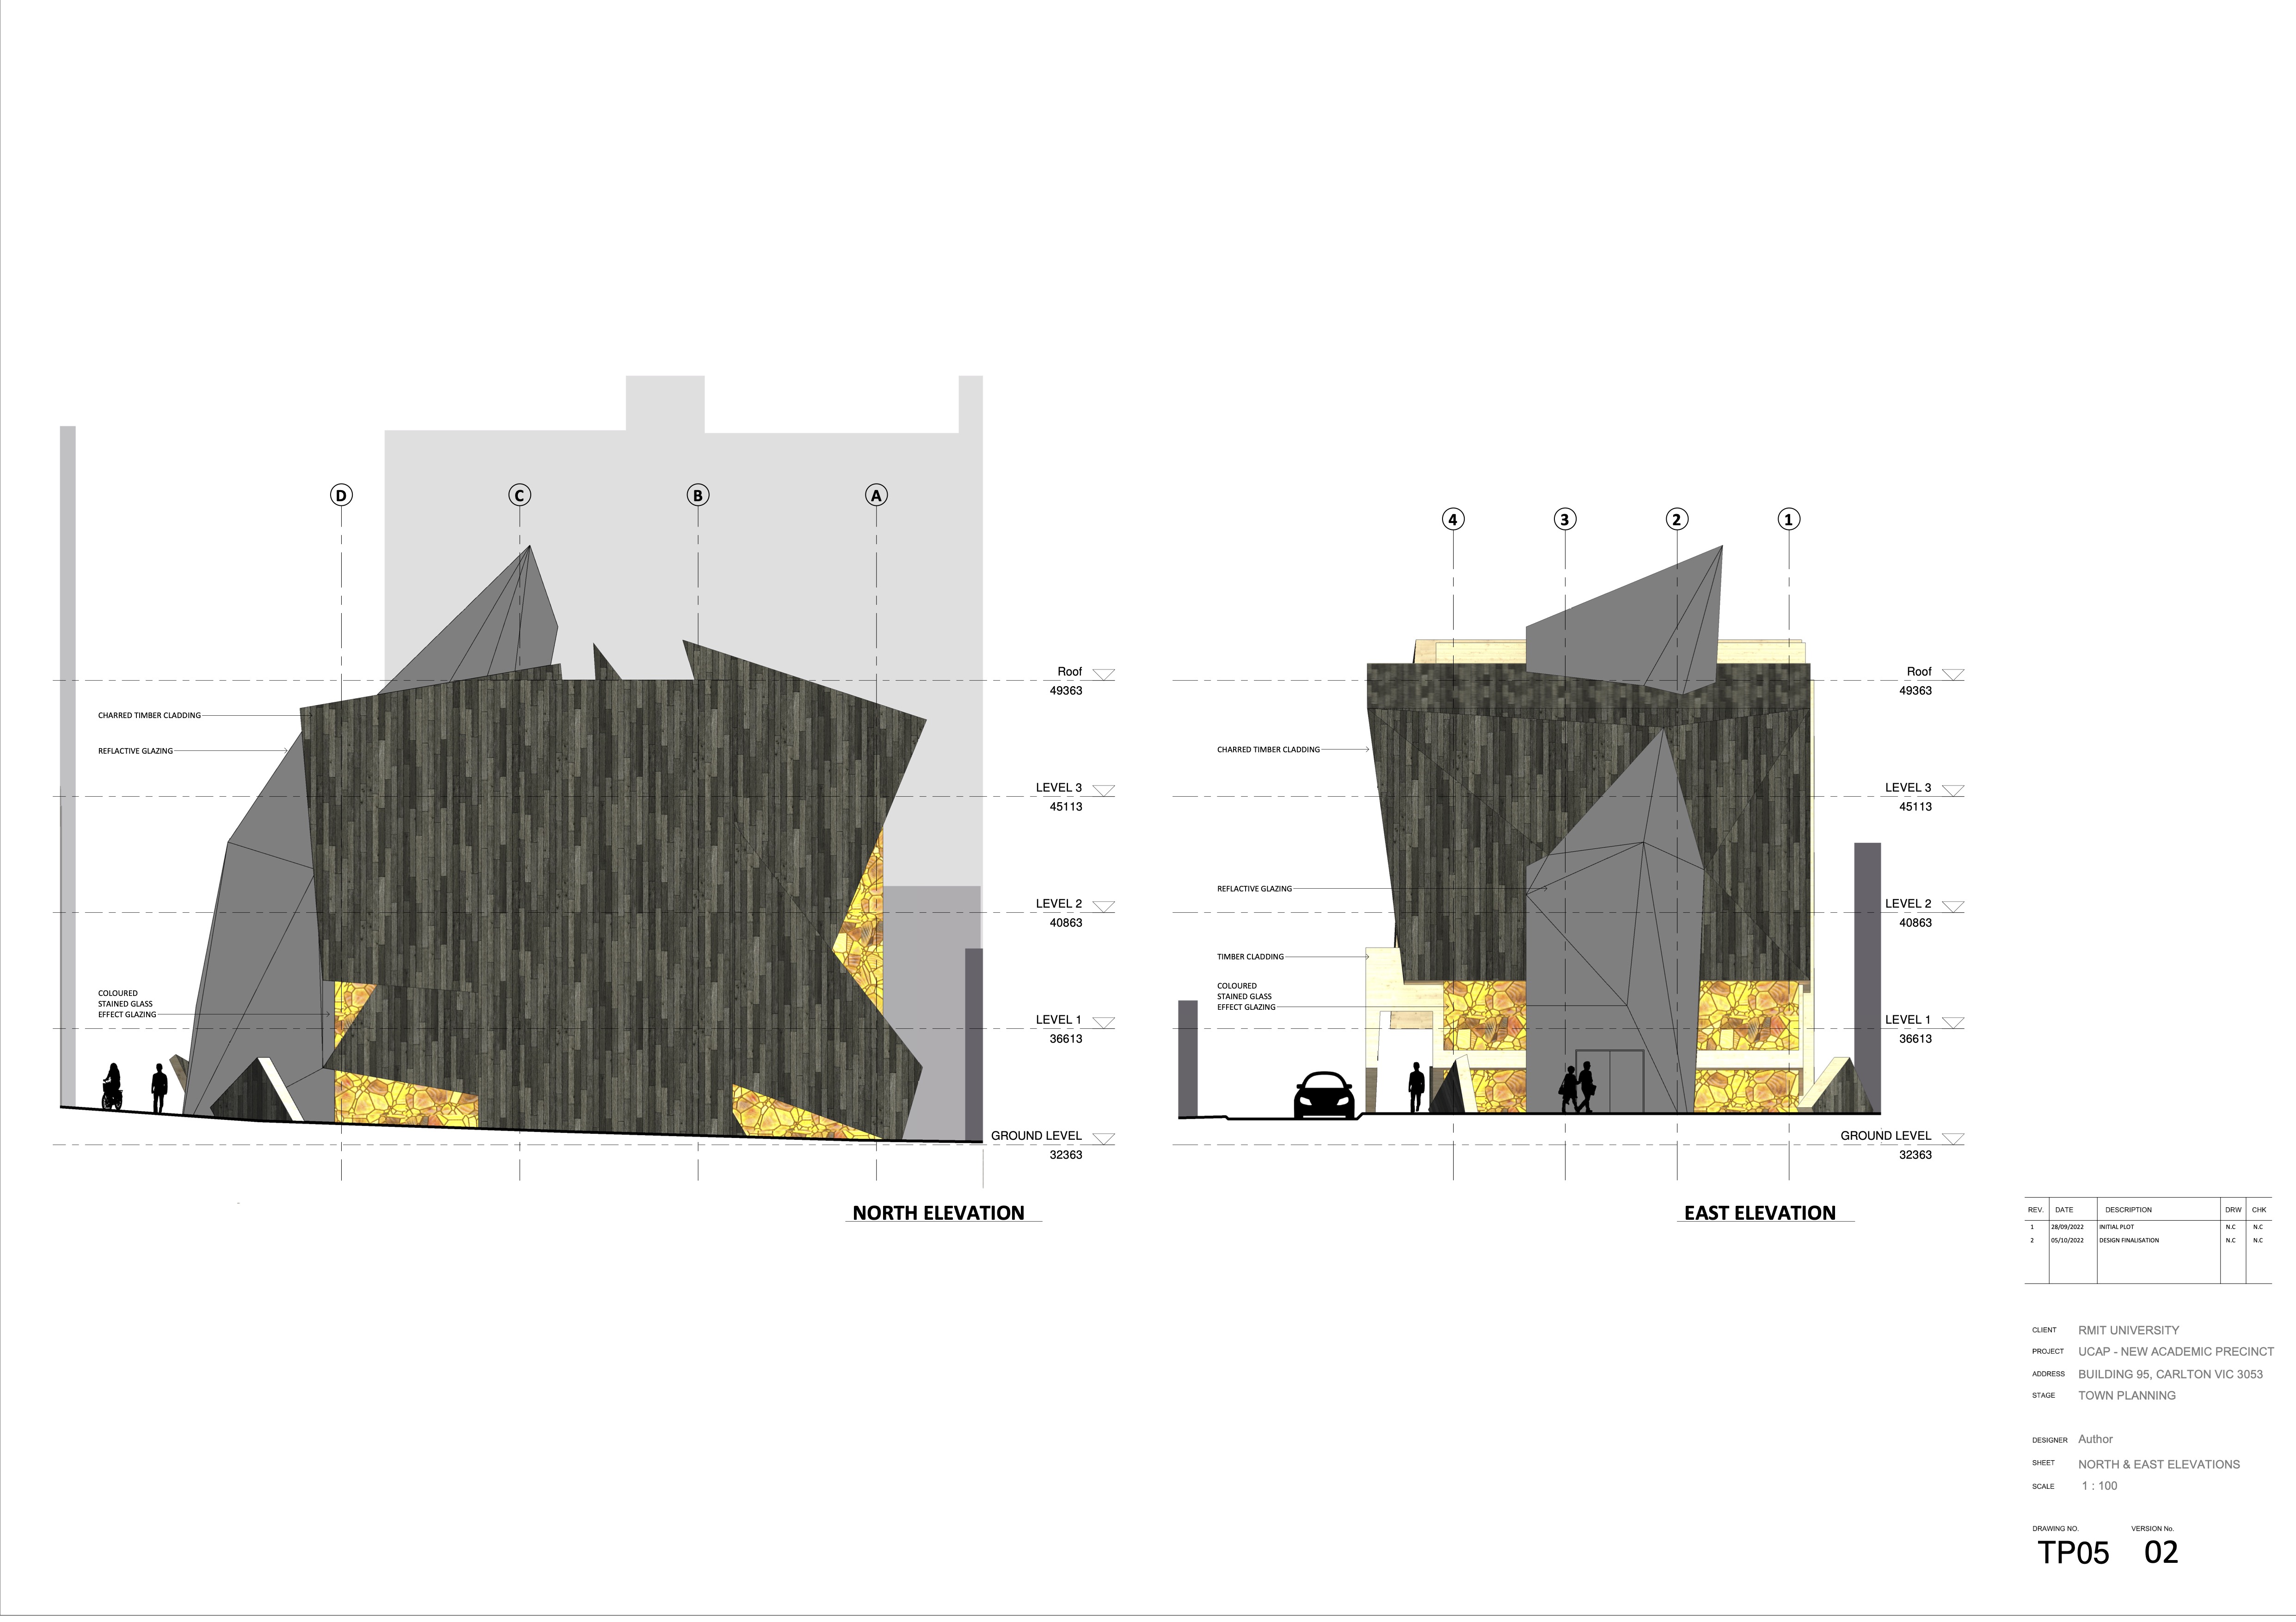 D
C
B
A
Roof
49363
CHARRED TIMBER CLADDING
REFLACTIVE GLAZING
LEVEL 3
45113
LEVEL 2
40863
COLOURED
STAINED GLASS
EFFECT GLAZING
LEVEL 1
36613
GROUND LEVEL
32363
NORTH ELEVATION
4
3
2
1
Roof
49363
CHARRED TIMBER CLADDING
LEVEL 3
45113
REFLACTIVE GLAZING
LEVEL 2
40863
TIMBER CLADDING
COLOURED
STAINED GLASS
EFFECT GLAZING
LEVEL 1
36613
GROUND LEVEL
32363
EAST ELEVATION
REV. DATE DESCRIPTION DRW CHK
1 28/09/2022 INITIAL PLOT N.C N.C
2 05/10/2022 DESIGN FINALISATION N.C N.C
CLIENT RMIT UNIVERSITY
PROJECT UCAP - NEW ACADEMIC PRECINCT
ADDRESS BUILDING 95, CARLTON VIC 3053
STAGE TOWN PLANNING
DESIGNER Author
SHEET NORTH & EAST ELEVATIONS
SCALE 1 : 100
DRAWING NO. VERSION No.
TP05 02